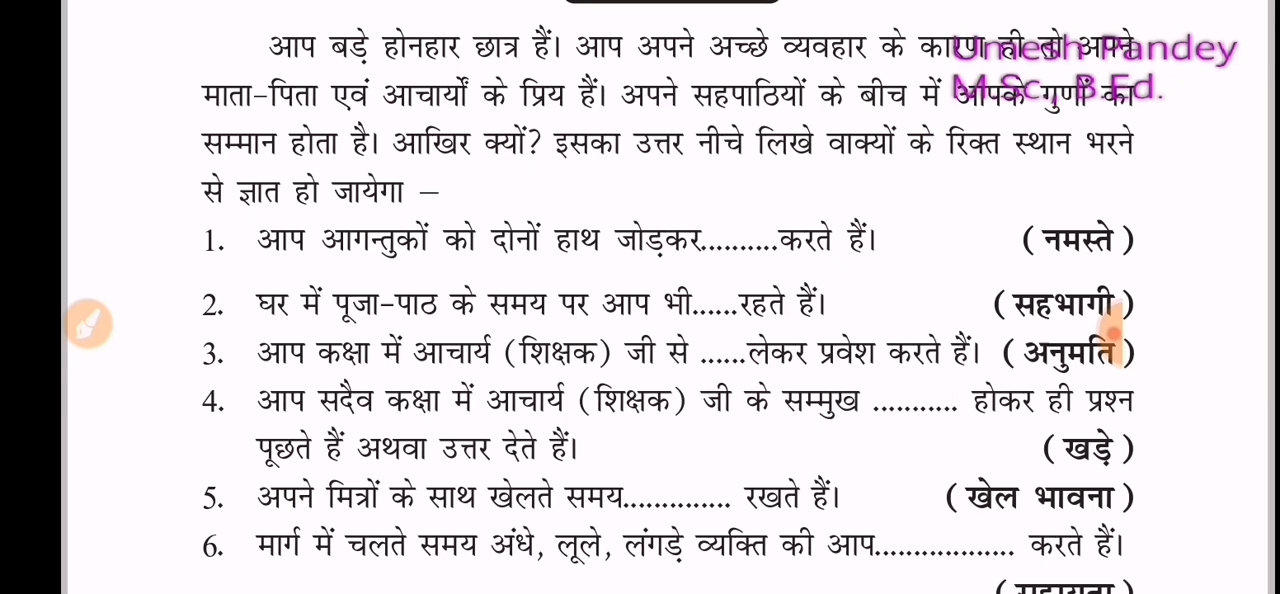 आप बड़े होनहार छात्र हैं। आप अपने अच्छे व्यवहार के कारण ही तो आपने
Umesh Pandey
माता-पिता एवं आचार्यों के प्रिय हैं। अपने सहपाठियों के बीच में आपके गुणों का
M.Sc., B.Ed.
सम्मान होता है। आखिर क्यों? इसका उत्तर नीचे लिखे वाक्यों के रिक्त स्थान भरने
से ज्ञात हो जायेगा –
1. आप आगन्तुकों को दोनों हाथ जोड़कर..........करते हैं। (नमस्ते)
2. घर में पूजा-पाठ के समय पर आप भी......रहते हैं। (सहभागी)
3. आप कक्षा में आचार्य (शिक्षक) जी से ......लेकर प्रवेश करते हैं। (अनुमति)
4. आप सदैव कक्षा में आचार्य (शिक्षक) जी के सम्मुख ........... होकर ही प्रश्न
पूछते हैं अथवा उत्तर देते हैं। (खड़े)
5. अपने मित्रों के साथ खेलते समय.............. रखते हैं। (खेल भावना)
6. मार्ग में चलते समय अंधे, लूले, लंगड़े व्यक्ति की आप.................. करते हैं।
(सहायता)